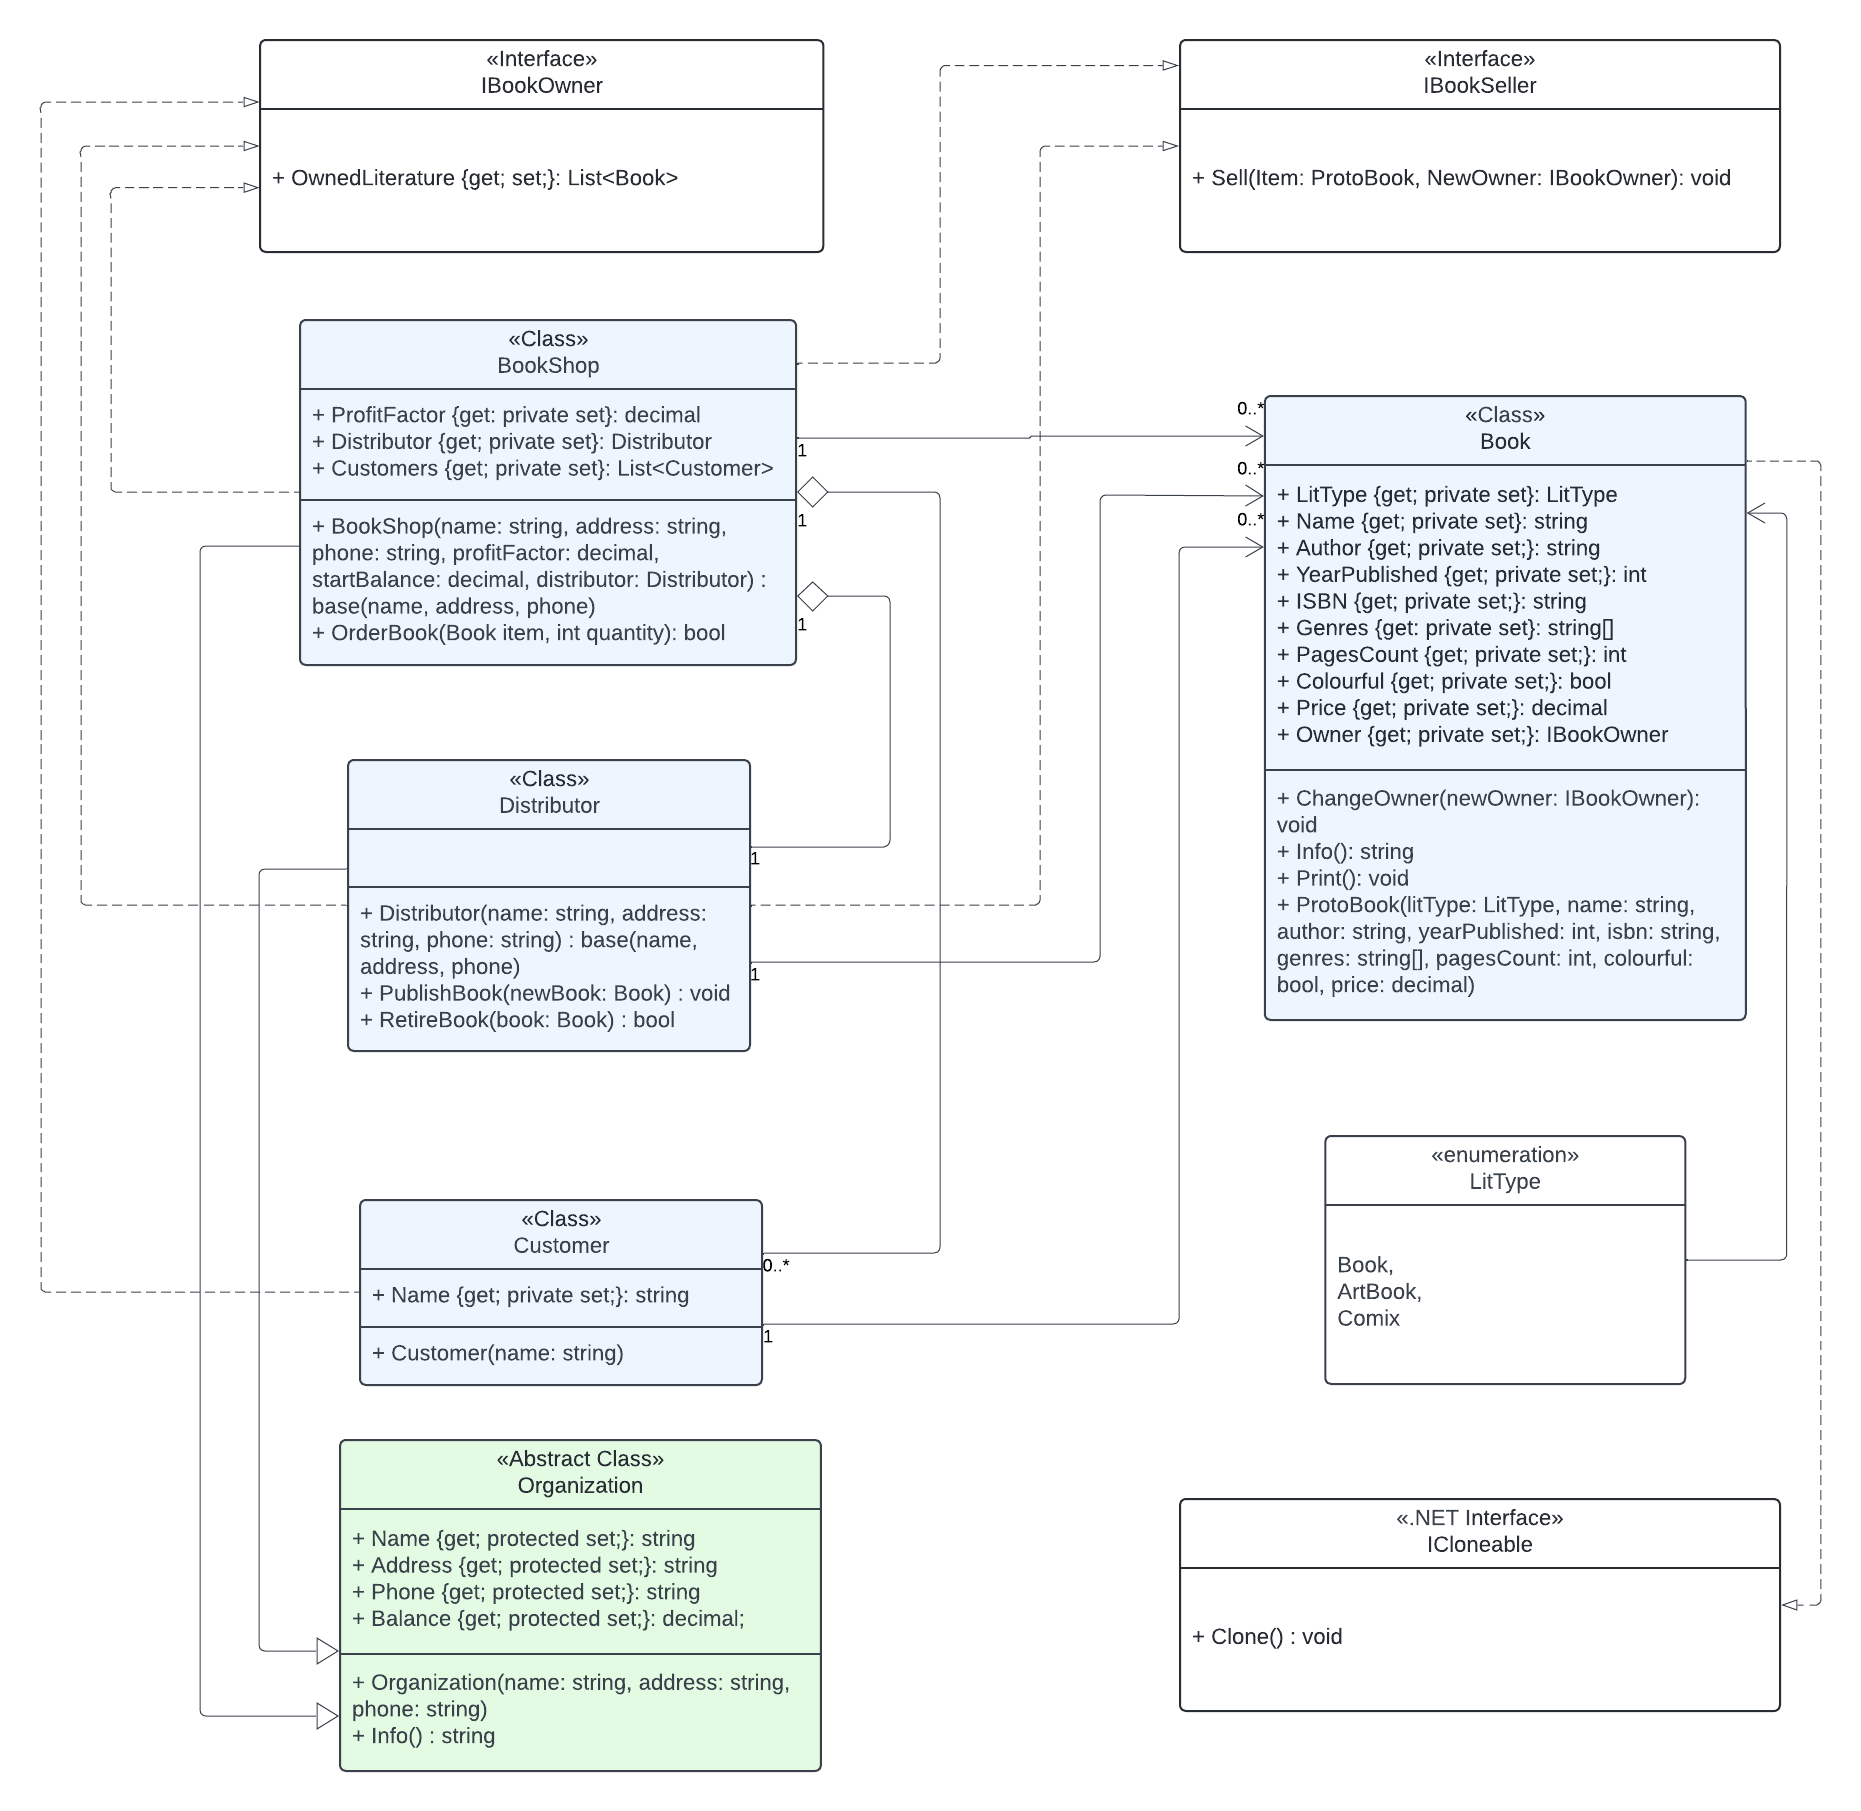 «Interface»
IBookOwner
+ OwnedLiterature {get; set;}: List<Book>
«Interface»
IBookSeller
+ Sell(Item: ProtoBook, NewOwner: IBookOwner): void
«Class»
BookShop
+ ProfitFactor {get: private set}: decimal
+ Distributor {get; private set}: Distributor
+ Customers {get; private set}: List<Customer>
+ BookShop(name: string, address: string,
phone: string, profitFactor: decimal,
startBalance: decimal, distributor: Distributor) :
base(name, address, phone)
+ OrderBook(Book item, int quantity): bool
1
1
1
0..*
0..*
0..*
«Class»
Book
+ LitType {get; private set}: LitType
+ Name {get; private set}: string
+ Author {get; private set;}: string
+ YearPublished {get; private set;}: int
+ ISBN {get; private set;}: string
+ Genres {get: private set}: string[]
+ PagesCount {get; private set;}: int
+ Colourful {get; private set;}: bool
+ Price {get; private set;}: decimal
+ Owner {get; private set;}: IBookOwner
+ ChangeOwner(newOwner: IBookOwner):
void
+ Info(): string
+ Print(): void
+ ProtoBook(litType: LitType, name: string,
author: string, yearPublished: int, isbn: string,
genres: string[], pagesCount: int, colourful:
bool, price: decimal)
«Class»
Distributor
+ Distributor(name: string, address:
string, phone: string) : base(name,
address, phone)
+ PublishBook(newBook: Book) : void
+ RetireBook(book: Book) : bool
1
1
«Class»
Customer
+ Name {get; private set;}: string
+ Customer(name: string)
0..*
1
«enumeration»
LitType
Book,
ArtBook,
Comix
«Abstract Class»
Organization
+ Name {get; protected set;}: string
+ Address {get; protected set;}: string
+ Phone {get; protected set;}: string
+ Balance {get; protected set;}: decimal;
+ Organization(name: string, address: string,
phone: string)
+ Info() : string
«.NET Interface»
ICloneable
+ Clone() : void